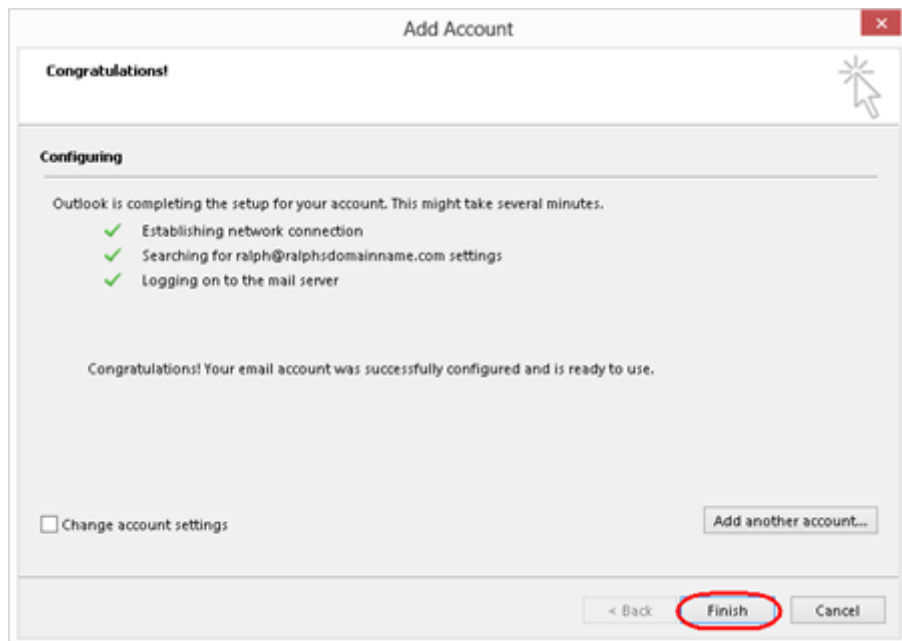 Add Account
Congratulations!
Configuring
Outlook is completing the setup for your account. This might take several minutes.
Establishing network connection
Searching for ralph@ralphsdomainname.com settings
Logging on to the mail server
Congratulations! Your email account was successfully configured and is ready to use.
Change account settings
Add another account...
< Back
Finish
Cancel